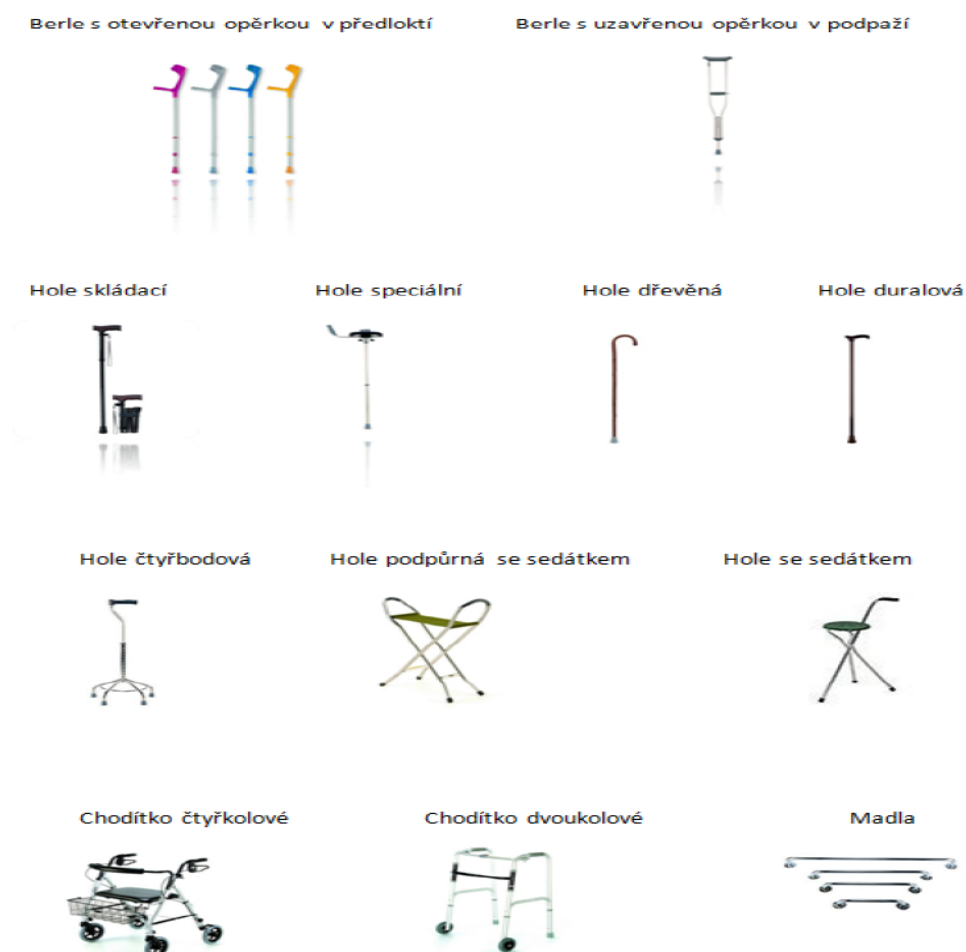 Berle s otevřenou opěrkou v předloktí
Berle s uzavřenou opěrkou v podpaží
Hole skládací
Hole speciální
Hole dřevěná
Hole duralová
Hole čtyřbodová
Hole podpůrná se sedátkem
Hole se sedátkem
Chodítko čtyřkolové
Chodítko dvoukolové
Madla